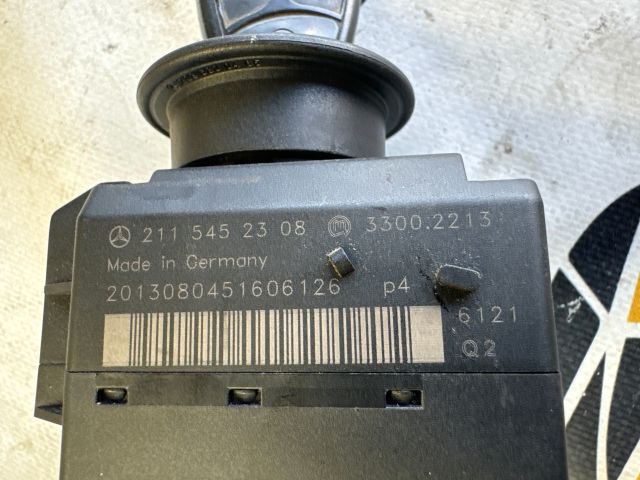 211 545 23 08 3300.2213
Made in Germany
2013080451606126 p4
6121
Q2